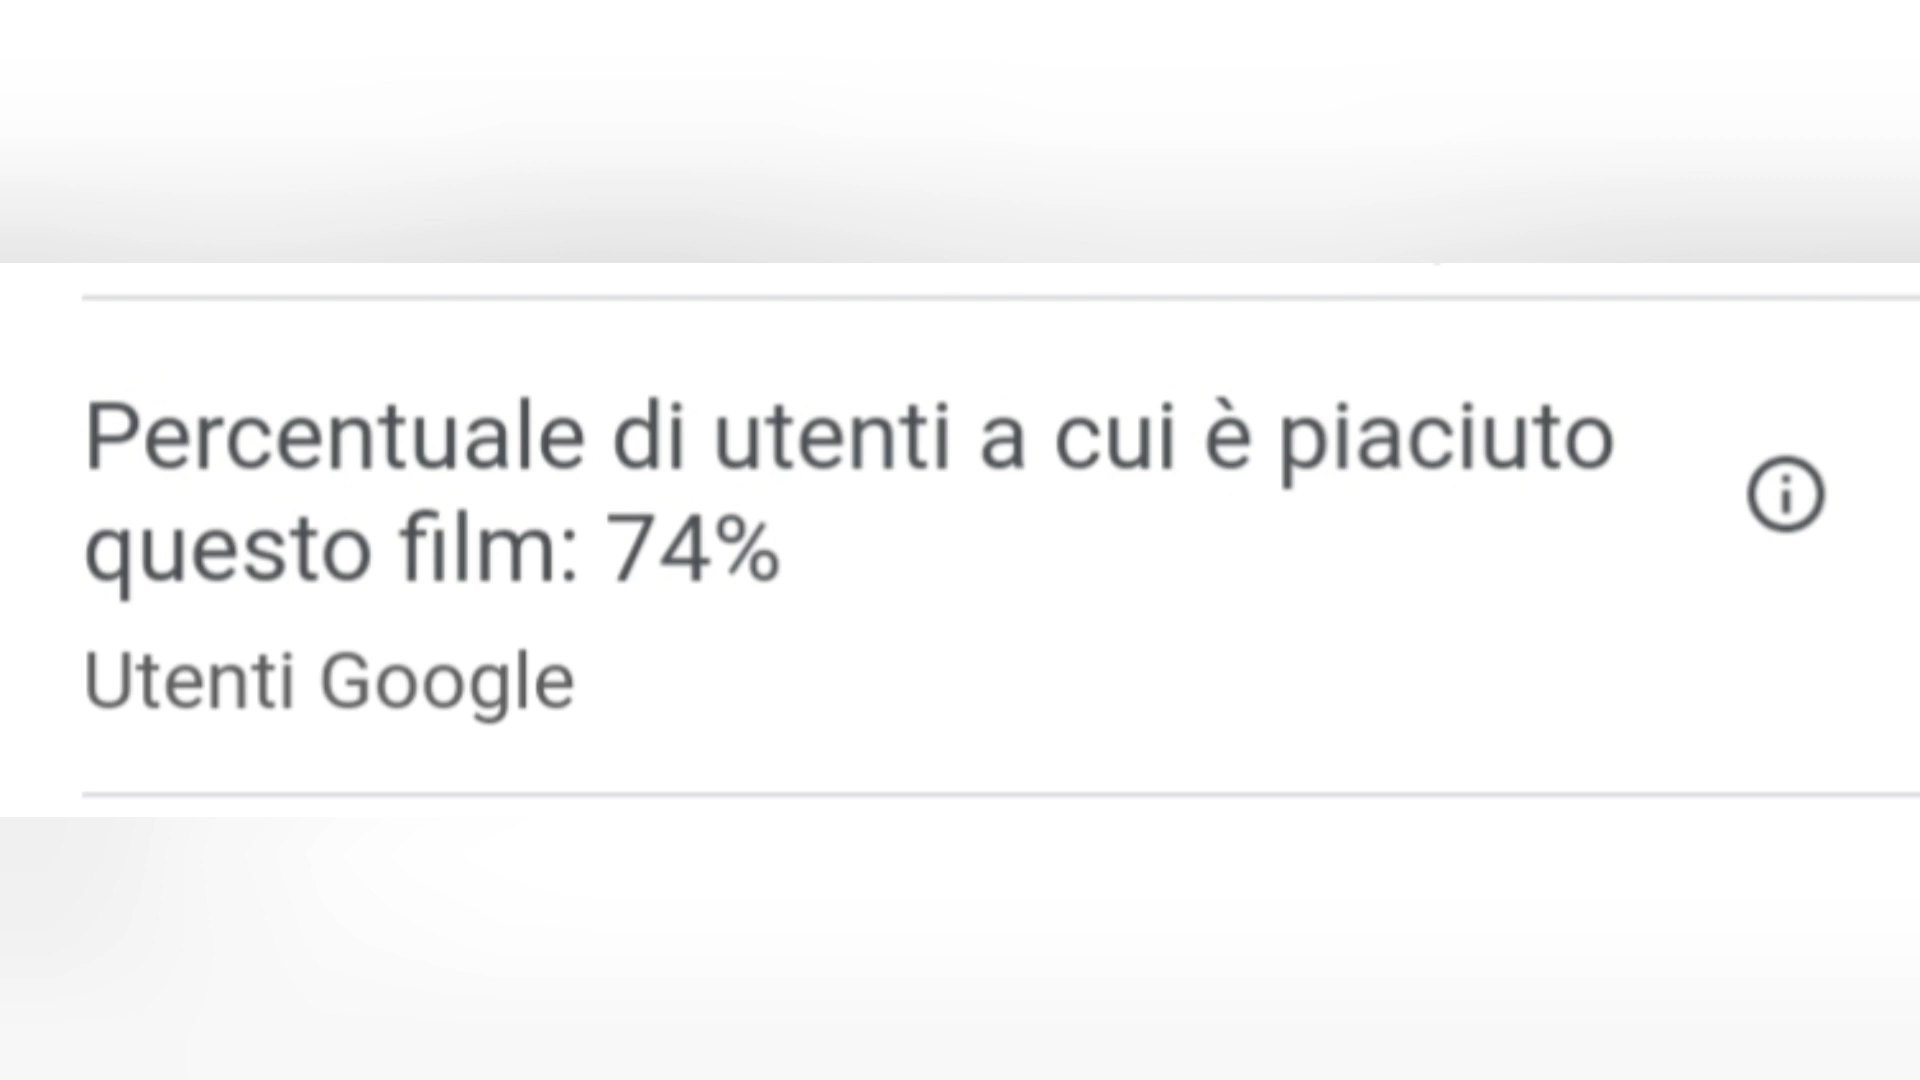 Percentuale di utenti a cui è piaciuto
questo film: 74%
Utenti Google